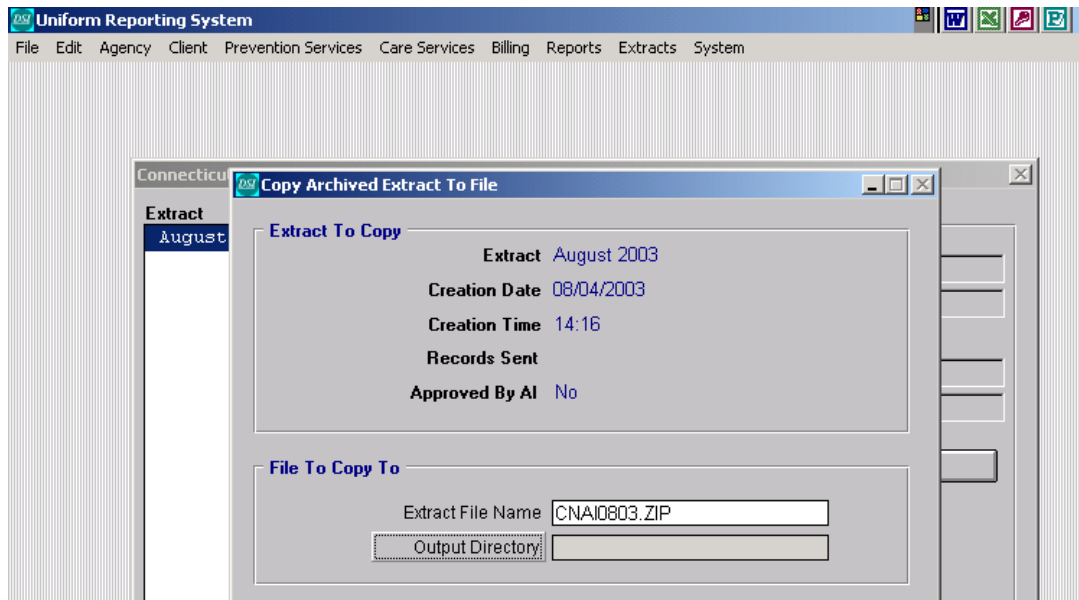 DSI Uniform Reporting System
File Edit Agency Client Prevention Services Care Services Billing Reports Extracts System
Connecticu
DSI Copy Archived Extract To File
Extract
August
Extract To Copy
Extract August 2003
Creation Date 08/04/2003
Creation Time 14:16
Records Sent
Approved By AI No
File To Copy To
Extract File Name CNAI0803.ZIP
Output Directory